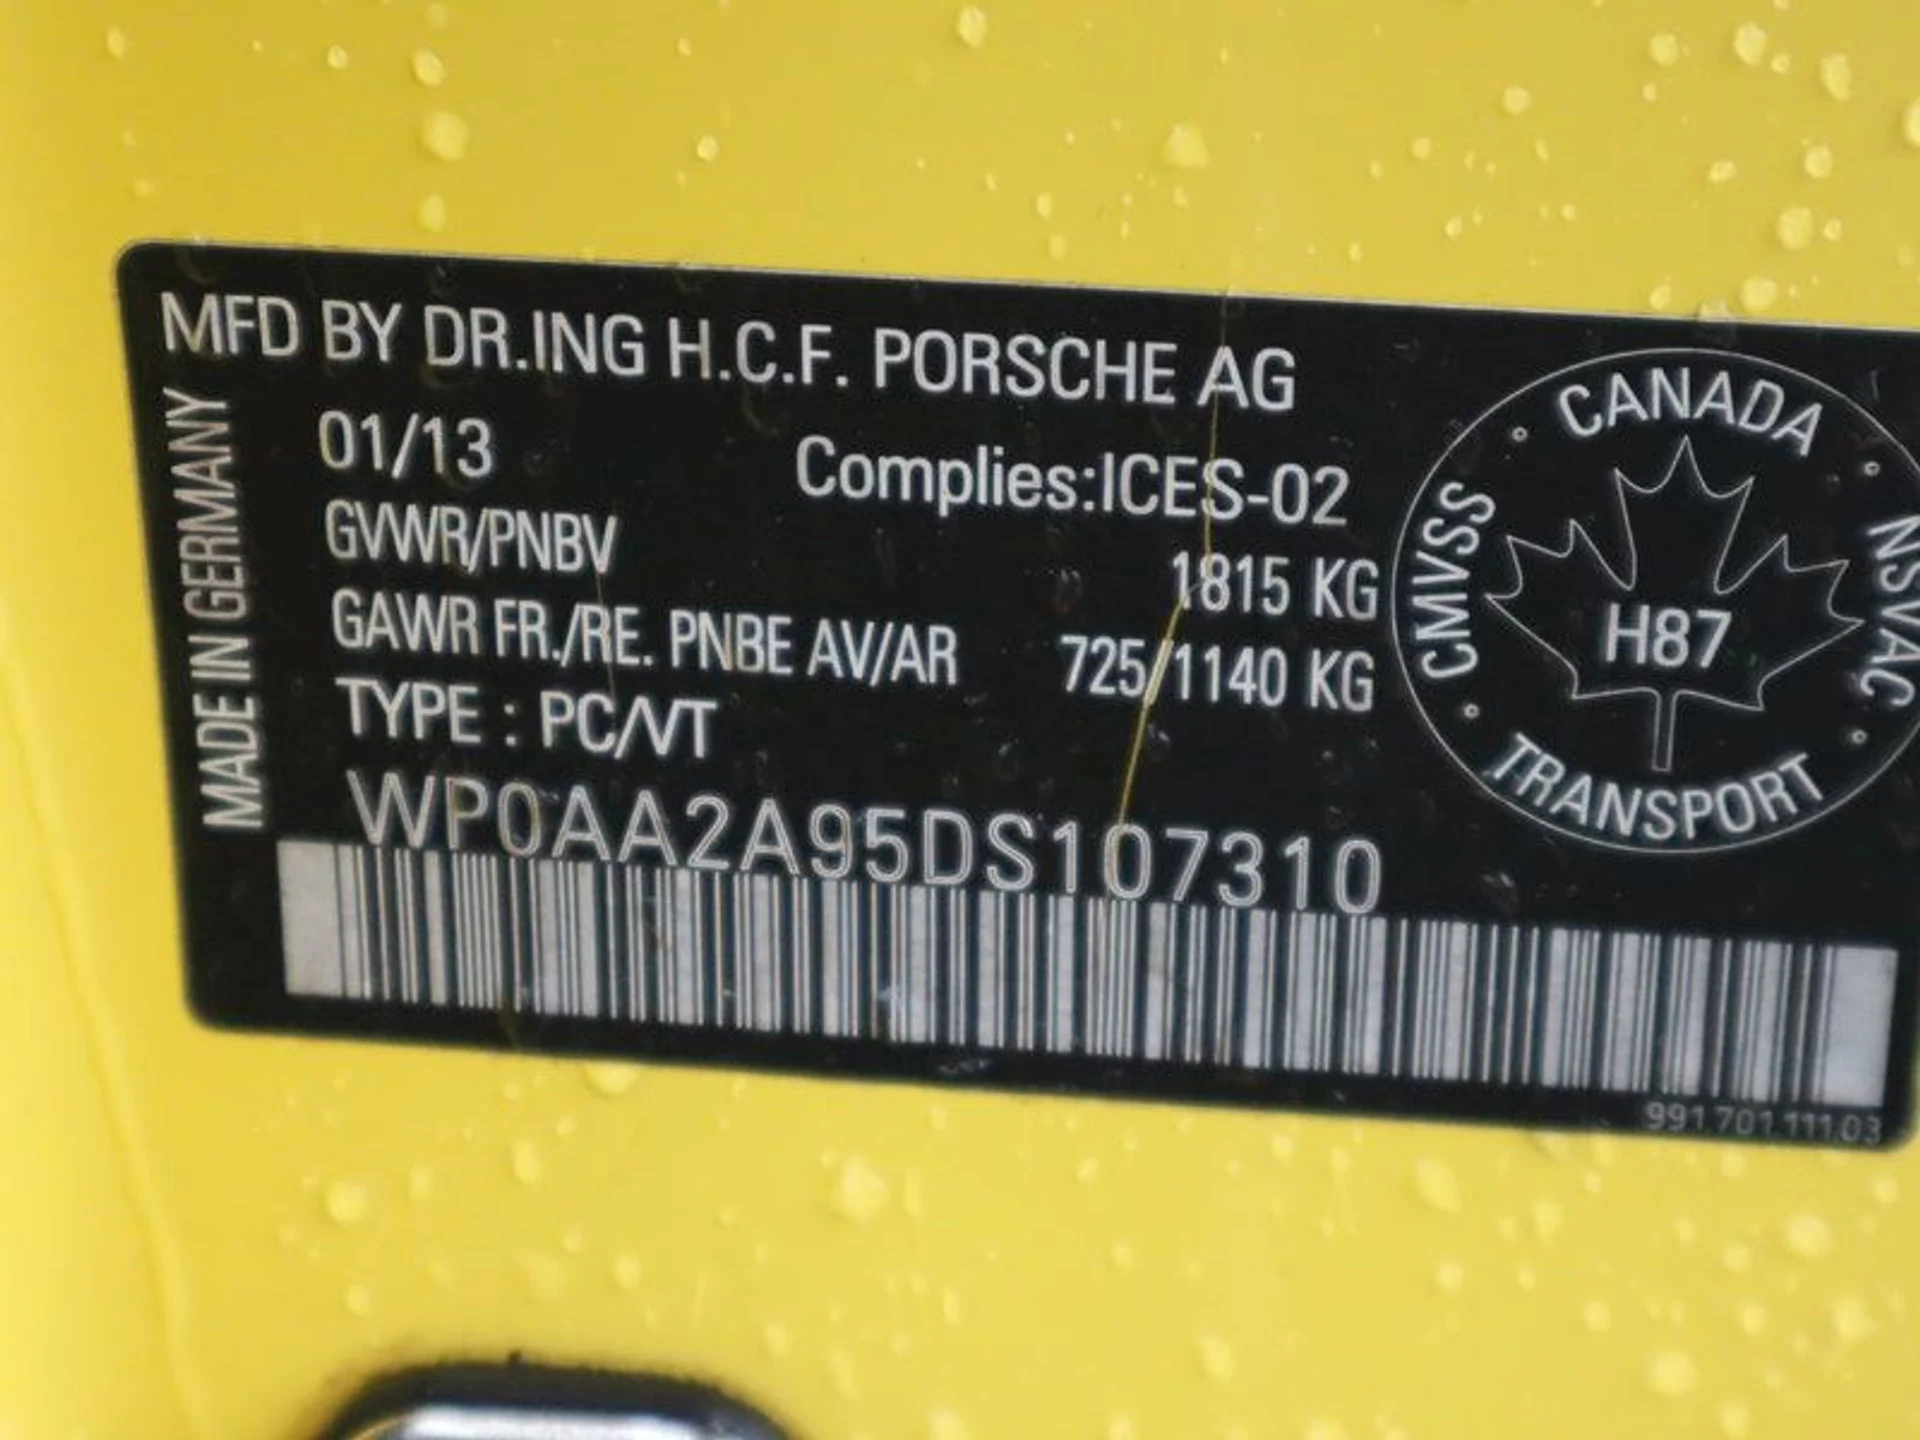 MFD BY DR.ING H.C.F. PORSCHE AG
MADE IN GERMANY
01/13
Complies:ICES-02
GVWR/PNBV 1815 KG
GAWR FR./RE. PNBE AV/AR 725/1140 KG
TYPE : PC/VT
WP0AA2A95DS107310
CANADA
CMVSS
NSVAC
H87
TRANSPORT
991 701 111 03